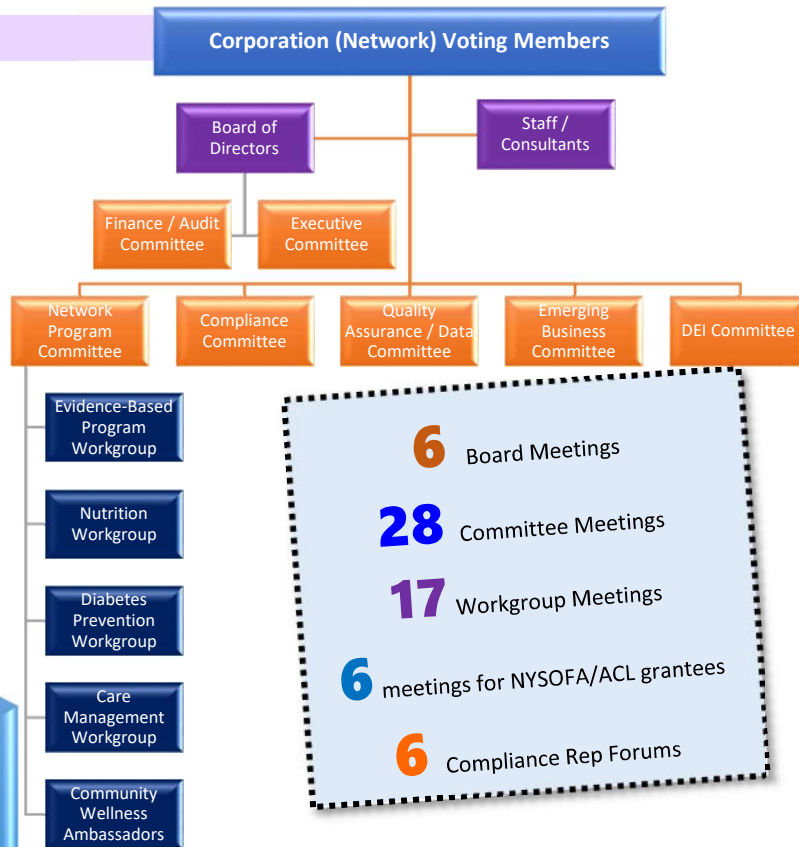 Corporation (Network) Voting Members
Board of
Directors
Staff /
Consultants
Finance / Audit
Committee
Executive
Committee
Network
Program
Committee
Compliance
Committee
Quality
Assurance / Data
Committee
Emerging
Business
Committee
DEI Committee
Evidence-Based
Program
Workgroup
Nutrition
Workgroup
Diabetes
Prevention
Workgroup
Care
Management
Workgroup
Community
Wellness
Ambassadors
6 Board Meetings
28 Committee Meetings
17 Workgroup Meetings
6 meetings for NYSOFA/ACL grantees
6 Compliance Rep Forums